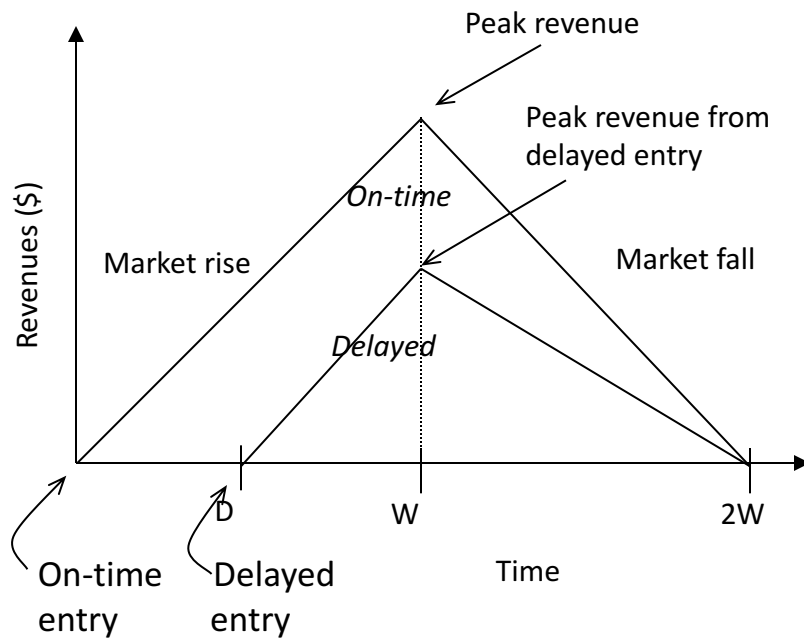 Peak revenue
Peak revenue from
delayed entry
On-time
Market rise
Market fall
Revenues ($)
Delayed
D
W
2W
On-time
entry
Delayed
entry
Time